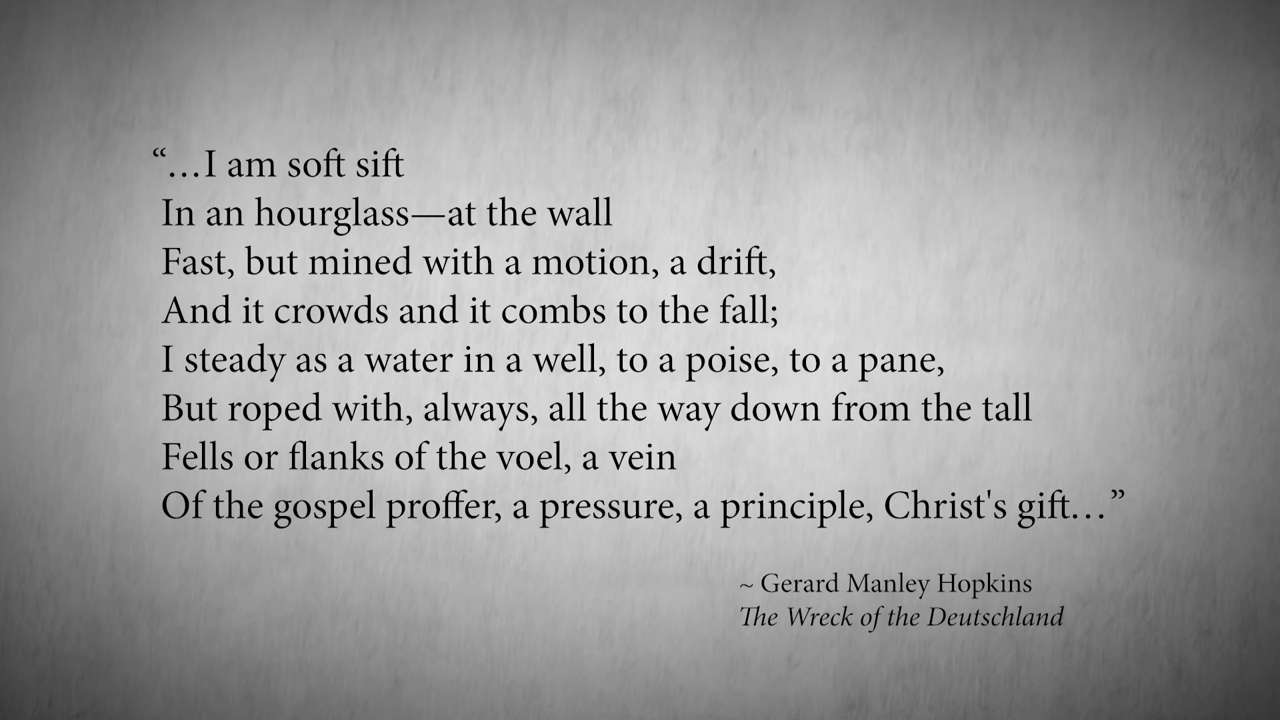 “…I am soft sift
In an hourglass—at the wall
Fast, but mined with a motion, a drift,
And it crowds and it combs to the fall;
I steady as a water in a well, to a poise, to a pane,
But roped with, always, all the way down from the tall
Fells or flanks of the voel, a vein
Of the gospel proffer, a pressure, a principle, Christ's gift…”
~ Gerard Manley Hopkins
The Wreck of the Deutschland